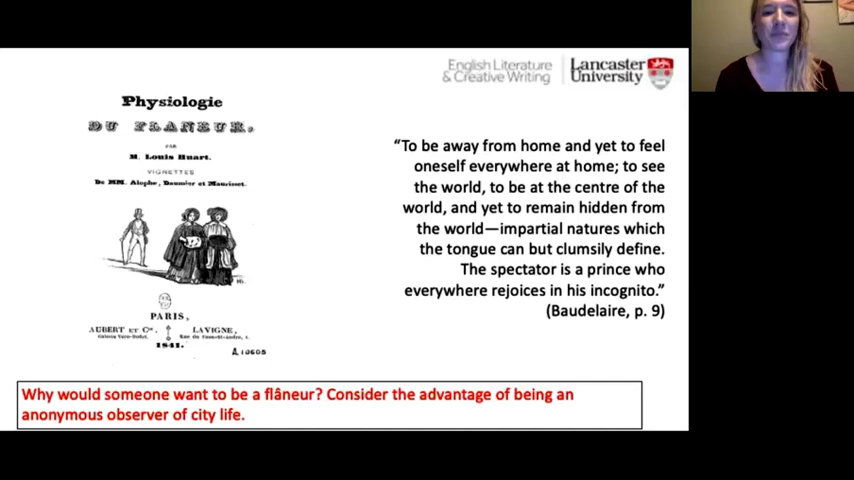 English Literature
& Creative Writing
Lancaster
University
Physiologie
DU FLANEUR,
PAR
M. Louis Huart.
VIGNETTES
De MM. Alophe, Daumier et Maurisset.
PARIS,
AUBERT ET Cie,
LAVIGNE,
1841.
A 10605
“To be away from home and yet to feel
oneself everywhere at home; to see
the world, to be at the centre of the
world, and yet to remain hidden from
the world—impartial natures which
the tongue can but clumsily define.
The spectator is a prince who
everywhere rejoices in his incognito.”
(Baudelaire, p. 9)
Why would someone want to be a flâneur? Consider the advantage of being an
anonymous observer of city life.